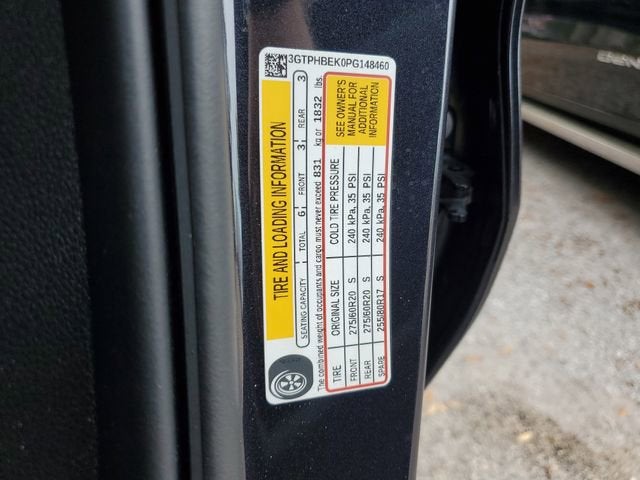 3GTPHBEK0PG148460
TIRE AND LOADING INFORMATION
SEATING CAPACITY TOTAL 6 FRONT 3 REAR 3
The combined weight of occupants and cargo must never exceed 831 kg or 1832 lbs.
TIRE ORIGINAL SIZE COLD TIRE PRESSURE
FRONT 275/60R20 S 240 kPa, 35 PSI
REAR 275/60R20 S 240 kPa, 35 PSI
SPARE 255/80R17 S 240 kPa, 35 PSI
SEE OWNER'S
MANUAL FOR
ADDITIONAL
INFORMATION